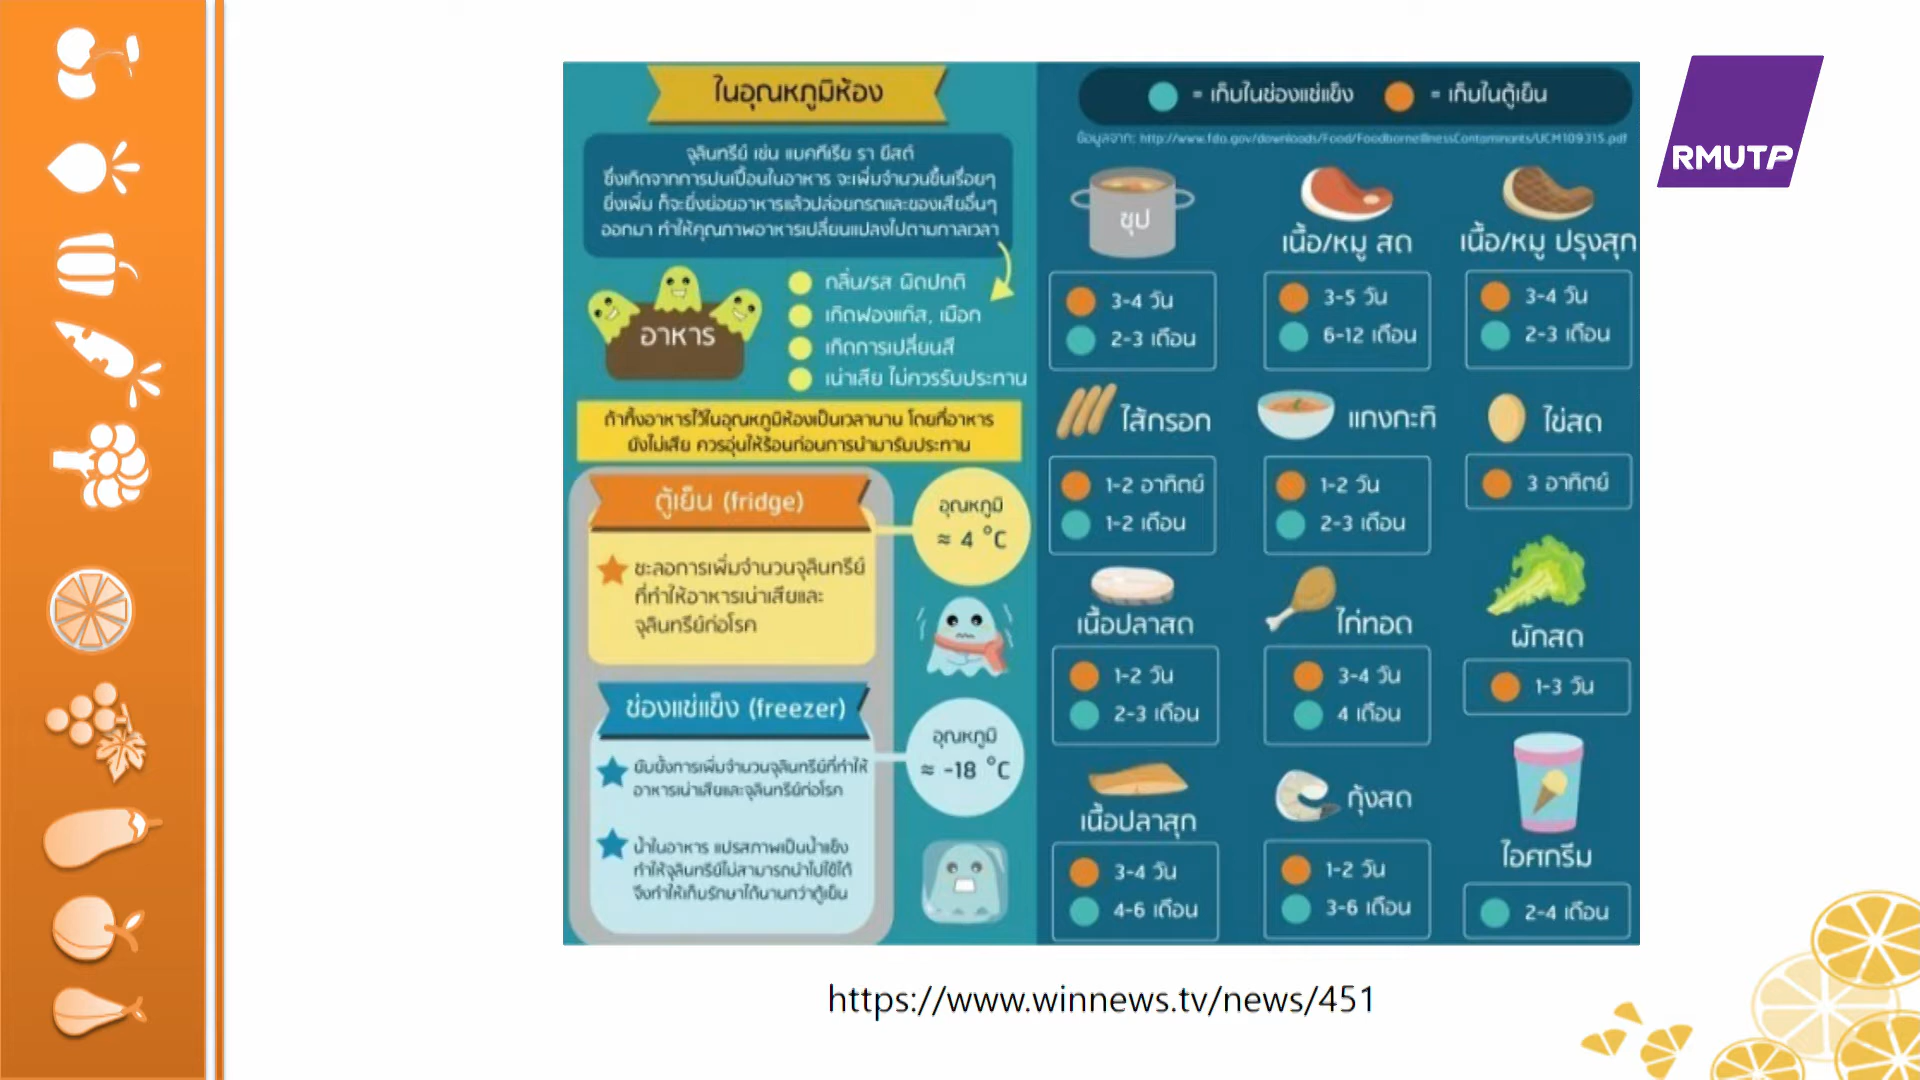 ในอุณหภูมิห้อง
จุลินทรีย์ เช่น แบคทีเรีย รา ยีสต์
ซึ่งเกิดจากการปนเปื้อนในอาหาร จะเพิ่มจำนวนขึ้นเรื่อยๆ
ยิ่งเพิ่ม ก็จะยิ่งย่อยอาหารแล้วปล่อยกรดและของเสียอื่นๆ
ออกมา ทำให้คุณภาพอาหารเปลี่ยนแปลงไปตามกาลเวลา
อาหาร
กลิ่น/รส ผิดปกติ
เกิดฟองแก๊ส, เมือก
เกิดการเปลี่ยนสี
เน่าเสีย ไม่ควรรับประทาน
ถ้าทิ้งอาหารไว้ในอุณหภูมิห้องเป็นเวลานาน โดยที่อาหาร
ยังไม่เสีย ควรอุ่นให้ร้อนก่อนการนำมารับประทาน
ตู้เย็น (fridge)
อุณหภูมิ
≈ 4 °C
ชะลอการเพิ่มจำนวนจุลินทรีย์
ที่ทำให้อาหารเน่าเสียและ
จุลินทรีย์ก่อโรค
ช่องแช่แข็ง (freezer)
อุณหภูมิ
≈ -18 °C
ยับยั้งการเพิ่มจำนวนจุลินทรีย์ที่ทำให้
อาหารเน่าเสียและจุลินทรีย์ก่อโรค
น้ำในอาหาร แปรสภาพเป็นน้ำแข็ง
ทำให้จุลินทรีย์ไม่สามารถนำไปใช้ได้
จึงทำให้เก็บรักษาได้นานกว่าตู้เย็น
= เก็บในช่องแช่แข็ง = เก็บในตู้เย็น
ข้อมูลจาก: http://www.fda.gov/downloads/Food/FoodborneIllnessContaminants/UCM109315.pdf
ซุป
3-4 วัน
2-3 เดือน
เนื้อ/หมู สด
3-5 วัน
6-12 เดือน
เนื้อ/หมู ปรุงสุก
3-4 วัน
2-3 เดือน
ไส้กรอก
1-2 อาทิตย์
1-2 เดือน
แกงกะทิ
1-2 วัน
2-3 เดือน
ไข่สด
3 อาทิตย์
เนื้อปลาสด
1-2 วัน
2-3 เดือน
ไก่ทอด
3-4 วัน
4 เดือน
ผักสด
1-3 วัน
เนื้อปลาสุก
3-4 วัน
4-6 เดือน
กุ้งสด
1-2 วัน
3-6 เดือน
ไอศกรีม
2-4 เดือน
RMUTP
https://www.winnews.tv/news/451